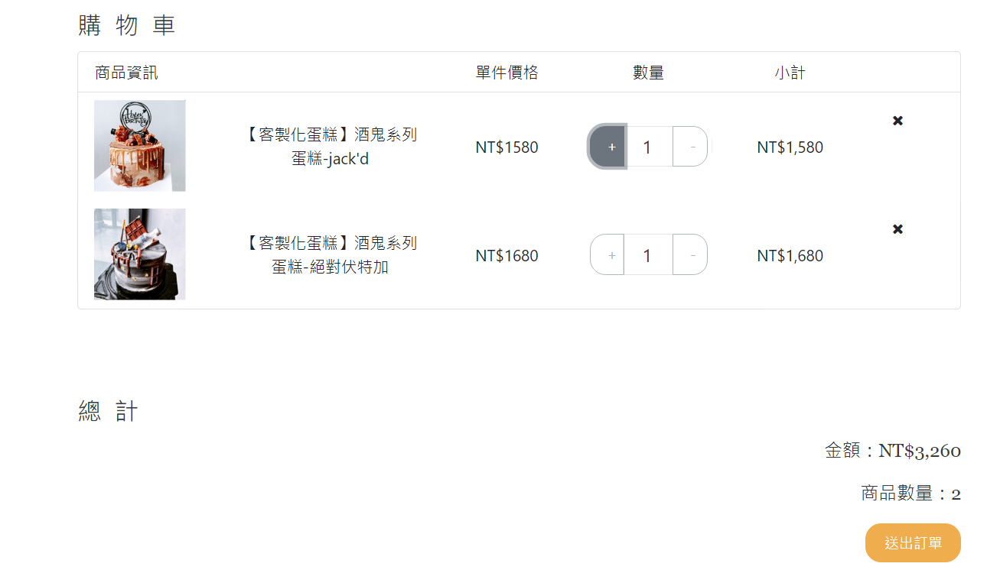 購物車
商品資訊 單件價格 數量 小計
Happy
Birthday
【客製化蛋糕】酒鬼系列
蛋糕-jack'd
NT$1580
+ 1 -
NT$1,580
✖
【客製化蛋糕】酒鬼系列
蛋糕-絕對伏特加
NT$1680
+ 1 -
NT$1,680
✖
總計
金額：NT$3,260
商品數量：2
送出訂單